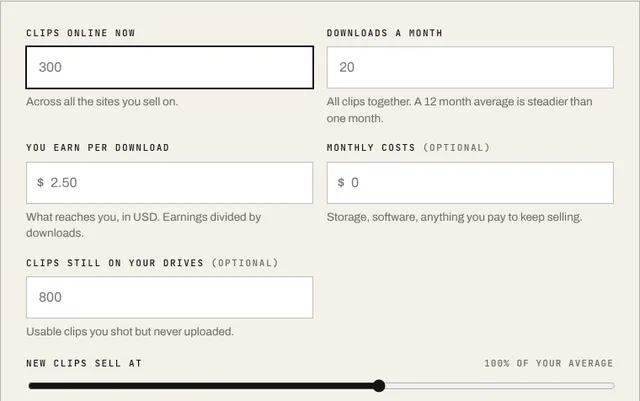 CLIPS ONLINE NOW
DOWNLOADS A MONTH
300
20
Across all the sites you sell on.
All clips together. A 12 month average is steadier than
one month.
YOU EARN PER DOWNLOAD
MONTHLY COSTS (OPTIONAL)
$ 2.50
$ 0
What reaches you, in USD. Earnings divided by
downloads.
Storage, software, anything you pay to keep selling.
CLIPS STILL ON YOUR DRIVES (OPTIONAL)
800
Usable clips you shot but never uploaded.
NEW CLIPS SELL AT
100% OF YOUR AVERAGE